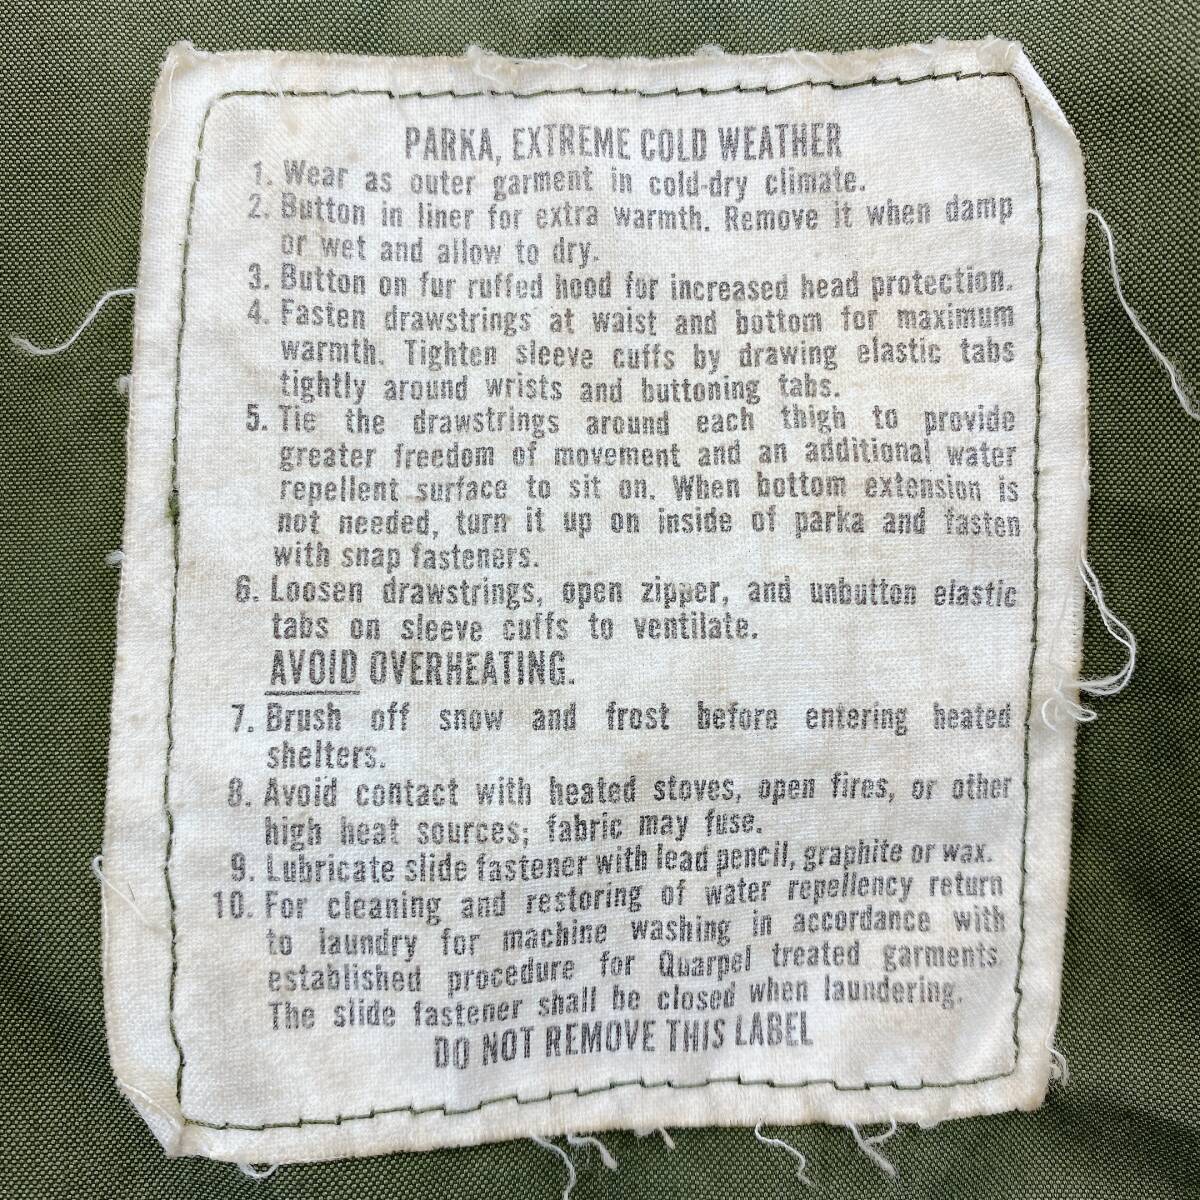 PARKA, EXTREME COLD WEATHER
1. Wear as outer garment in cold-dry climate.
2. Button in liner for extra warmth. Remove it when damp
or wet and allow to dry.
3. Button on fur ruffed hood for increased head protection.
4. Fasten drawstrings at waist and bottom for maximum
warmth. Tighten sleeve cuffs by drawing elastic tabs
tightly around wrists and buttoning tabs.
5. Tie the drawstrings around each thigh to provide
greater freedom of movement and an additional water
repellent surface to sit on. When bottom extension is
not needed, turn it up on inside of parka and fasten
with snap fasteners.
6. Loosen drawstrings, open zipper, and unbutton elastic
tabs on sleeve cuffs to ventilate.
AVOID OVERHEATING.
7. Brush off snow and frost before entering heated
shelters.
8. Avoid contact with heated stoves, open fires, or other
high heat sources; fabric may fuse.
9. Lubricate slide fastener with lead pencil, graphite or wax.
10. For cleaning and restoring of water repellency return
to laundry for machine washing in accordance with
established procedure for Quarpel treated garments.
The slide fastener shall be closed when laundering.
DO NOT REMOVE THIS LABEL